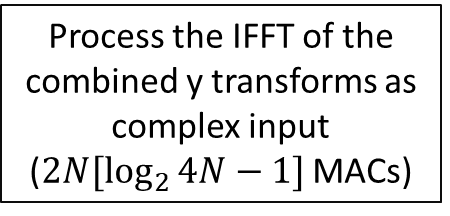 Process the IFFT of the
combined y transforms as
complex input
(2N[log₂ 4N − 1] MACs)